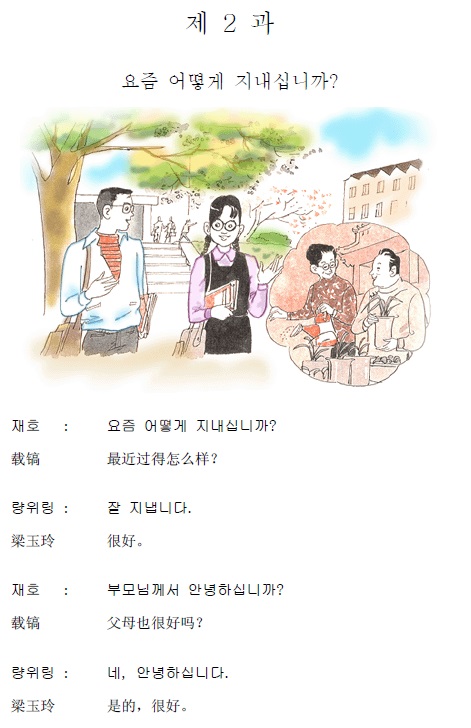 제 2 과
요즘 어떻게 지내십니까?
재호 : 요즘 어떻게 지내십니까?
载镐 最近过得怎么样?
량위링 : 잘 지냅니다.
梁玉玲 很好。
재호 : 부모님께서 안녕하십니까?
载镐 父母也很好吗?
량위링 : 네, 안녕하십니다.
梁玉玲 是的，很好。